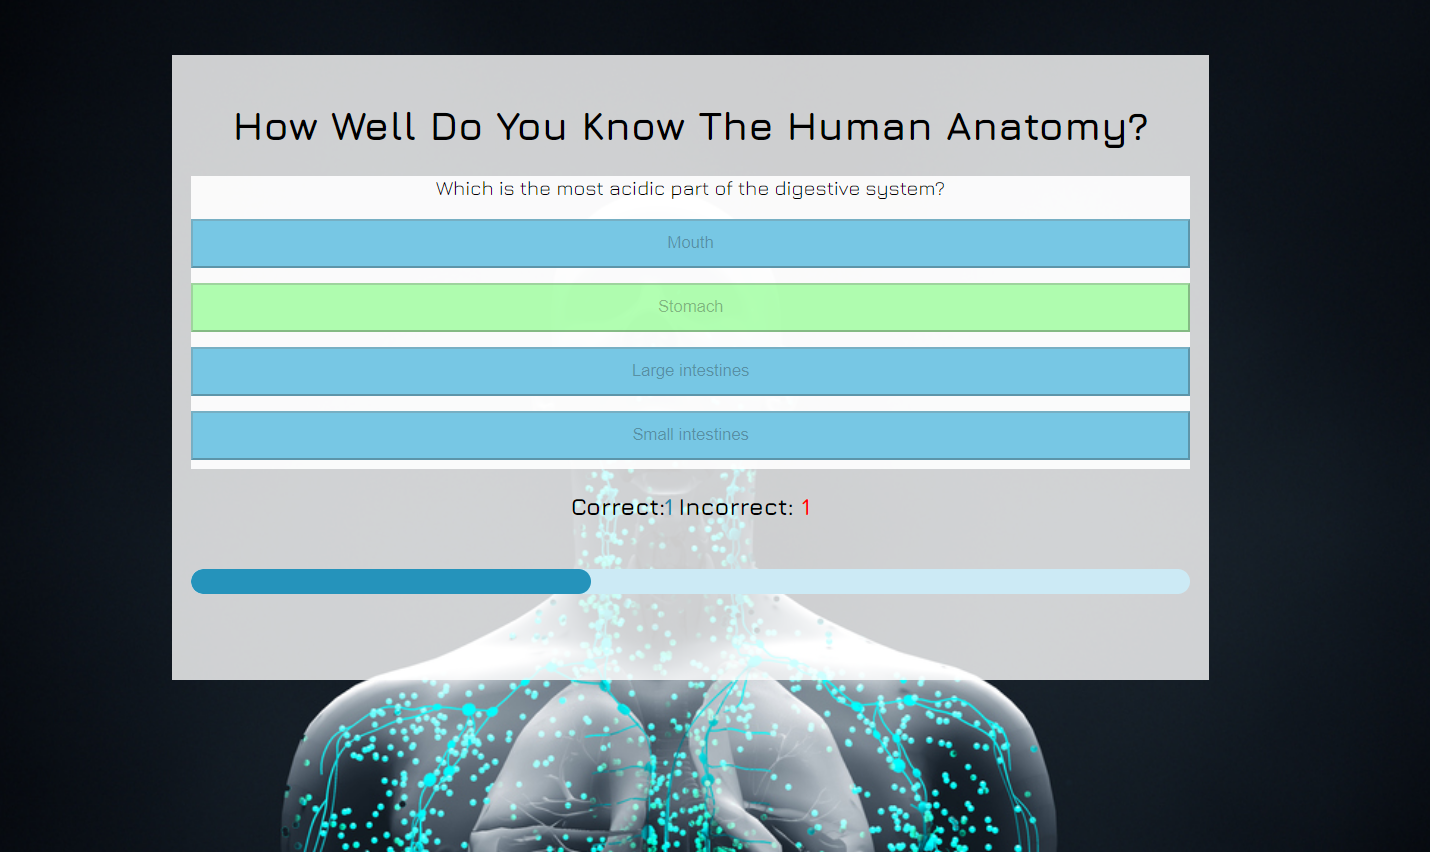 How Well Do You Know The Human Anatomy?
Which is the most acidic part of the digestive system?
Mouth
Stomach
Large intestines
Small intestines
Correct:1 Incorrect: 1